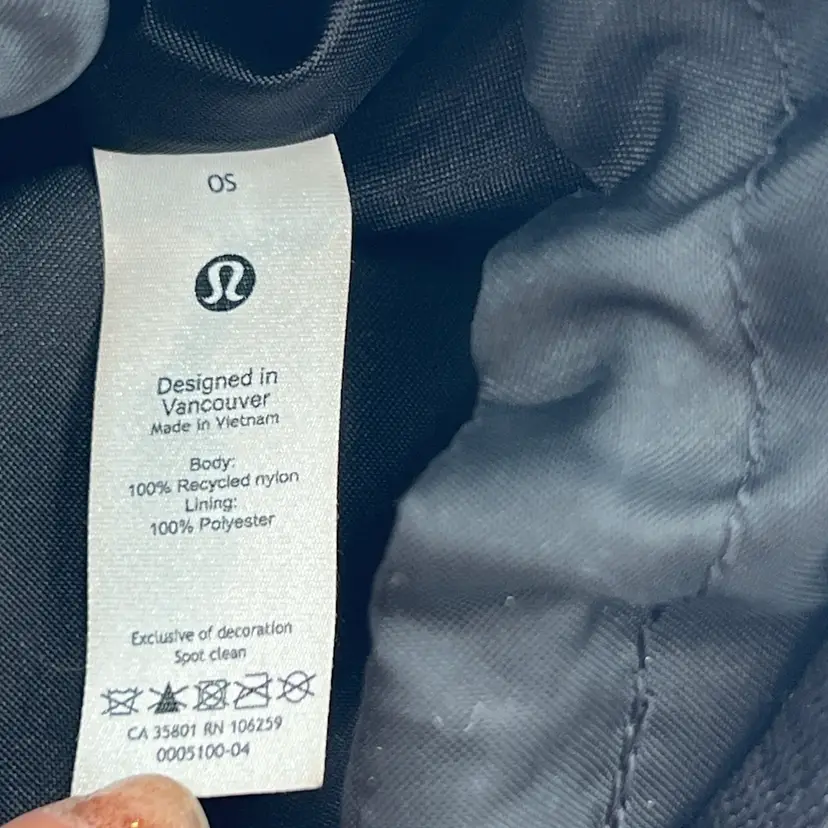 OS
Designed in
Vancouver
Made in Vietnam
Body:
100% Recycled nylon
Lining:
100% Polyester
Exclusive of decoration
Spot clean
CA 35801 RN 106259
0005100-04